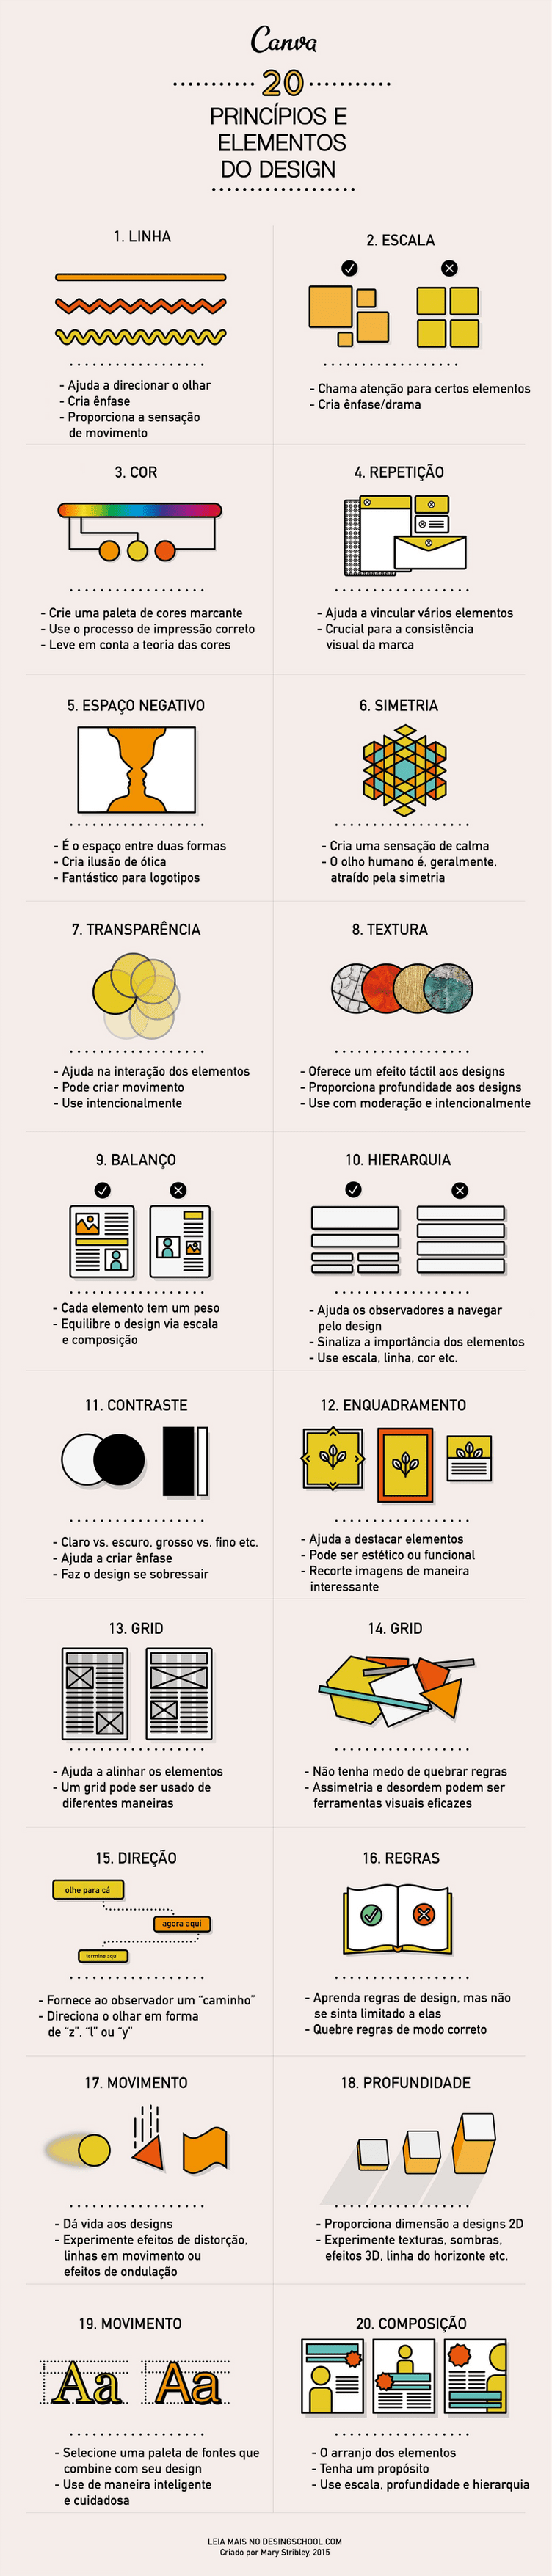 Canva
20
PRINCÍPIOS E
ELEMENTOS
DO DESIGN
1. LINHA
- Ajuda a direcionar o olhar
- Cria ênfase
- Proporciona a sensação
de movimento
2. ESCALA
- Chama atenção para certos elementos
- Cria ênfase/drama
3. COR
- Crie uma paleta de cores marcante
- Use o processo de impressão correto
- Leve em conta a teoria das cores
4. REPETIÇÃO
- Ajuda a vincular vários elementos
- Crucial para a consistência
visual da marca
5. ESPAÇO NEGATIVO
- É o espaço entre duas formas
- Cria ilusão de ótica
- Fantástico para logotipos
6. SIMETRIA
- Cria uma sensação de calma
- O olho humano é, geralmente,
atraído pela simetria
7. TRANSPARÊNCIA
- Ajuda na interação dos elementos
- Pode criar movimento
- Use intencionalmente
8. TEXTURA
- Oferece um efeito táctil aos designs
- Proporciona profundidade aos designs
- Use com moderação e intencionalmente
9. BALANÇO
- Cada elemento tem um peso
- Equilibre o design via escala
e composição
10. HIERARQUIA
- Ajuda os observadores a navegar
pelo design
- Sinaliza a importância dos elementos
- Use escala, linha, cor etc.
11. CONTRASTE
- Claro vs. escuro, grosso vs. fino etc.
- Ajuda a criar ênfase
- Faz o design se sobressair
12. ENQUADRAMENTO
- Ajuda a destacar elementos
- Pode ser estético ou funcional
- Recorte imagens de maneira
interessante
13. GRID
- Ajuda a alinhar os elementos
- Um grid pode ser usado de
diferentes maneiras
14. GRID
- Não tenha medo de quebrar regras
- Assimetria e desordem podem ser
ferramentas visuais eficazes
15. DIREÇÃO
olhe para cá
agora aqui
termine aqui
- Fornece ao observador um “caminho”
- Direciona o olhar em forma
de “z”, “l” ou “y”
16. REGRAS
- Aprenda regras de design, mas não
se sinta limitado a elas
- Quebre regras de modo correto
17. MOVIMENTO
- Dá vida aos designs
- Experimente efeitos de distorção,
linhas em movimento ou
efeitos de ondulação
18. PROFUNDIDADE
- Proporciona dimensão a designs 2D
- Experimente texturas, sombras,
efeitos 3D, linha do horizonte etc.
19. MOVIMENTO
Aa Aa
- Selecione uma paleta de fontes que
combine com seu design
- Use de maneira inteligente
e cuidadosa
20. COMPOSIÇÃO
- O arranjo dos elementos
- Tenha um propósito
- Use escala, profundidade e hierarquia
LEIA MAIS NO DESINGSCHOOL.COM
Criado por Mary Stribley, 2015